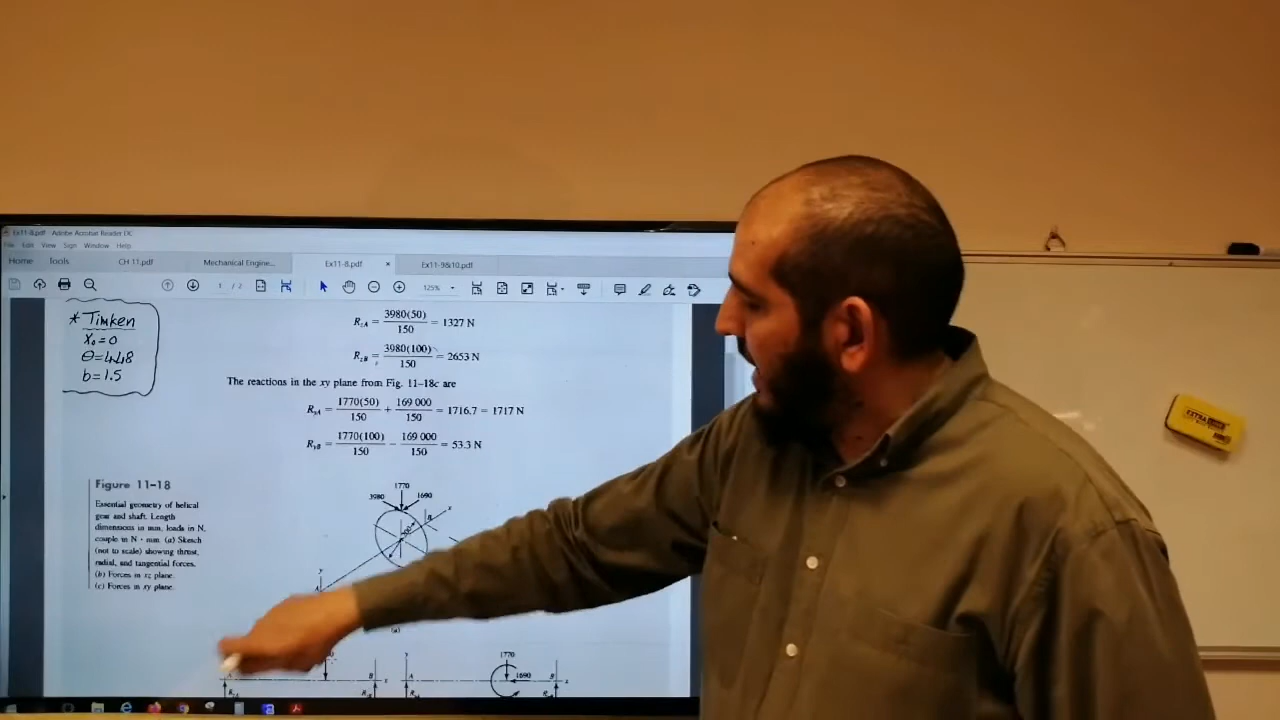 Ex11-8.pdf - Adobe Acrobat Reader DC
File Edit View Sign Window Help
Home Tools CH 11.pdf Mechanical Engine... Ex11-8.pdf × Ex11-9&10.pdf
1 / 2 125%
* Timken
X₀ = 0
θ = 4.48
b = 1.5
RzA = 3980(50)/150 = 1327 N
RzB = 3980(100)/150 = 2653 N
The reactions in the xy plane from Fig. 11–18c are
RyA = 1770(50)/150 + 169 000/150 = 1716.7 = 1717 N
RyB = 1770(100)/150 − 169 000/150 = 53.3 N
Figure 11–18
Essential geometry of helical
gear and shaft. Length
dimensions in mm, loads in N,
couple in N · mm. (a) Sketch
(not to scale) showing thrust,
radial, and tangential forces.
(b) Forces in xz plane.
(c) Forces in xy plane.
1770
3980 1690
B x
y
A
(a)
A B x
y
A 1770 1690 B x
EXTRA